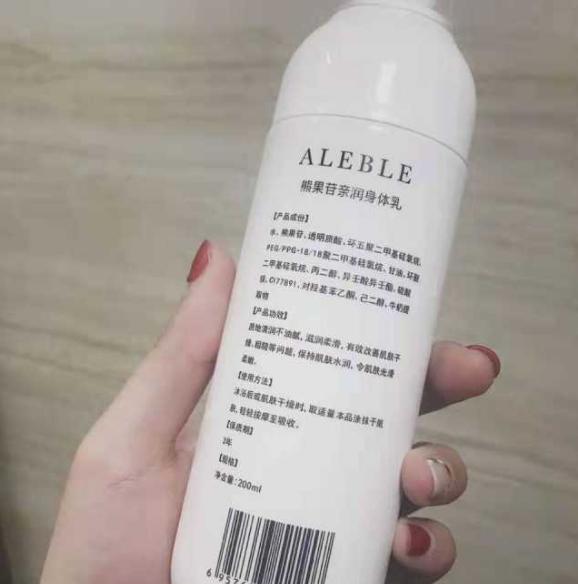 ALEBLE
熊果苷亲润身体乳
【产品成份】
水、熊果苷、透明质酸、环五聚二甲基硅氧烷、
PEG/PPG-18/18聚二甲基硅氧烷、甘油、环聚
二甲基硅氧烷、丙二醇、异壬酸异壬酯、硫酸
镁、CI77891、对羟基苯乙酮、己二醇、牛奶提
取物
【产品功效】
质地清润不油腻，滋润柔滑，有效改善肌肤干
燥、粗糙等问题，保持肌肤水润，令肌肤光滑
柔嫩。
【使用方法】
沐浴后或肌肤干燥时，取适量本品涂抹于肌
肤，轻轻按摩至吸收。
【保质期】
3年
【规格】
净含量：200ml